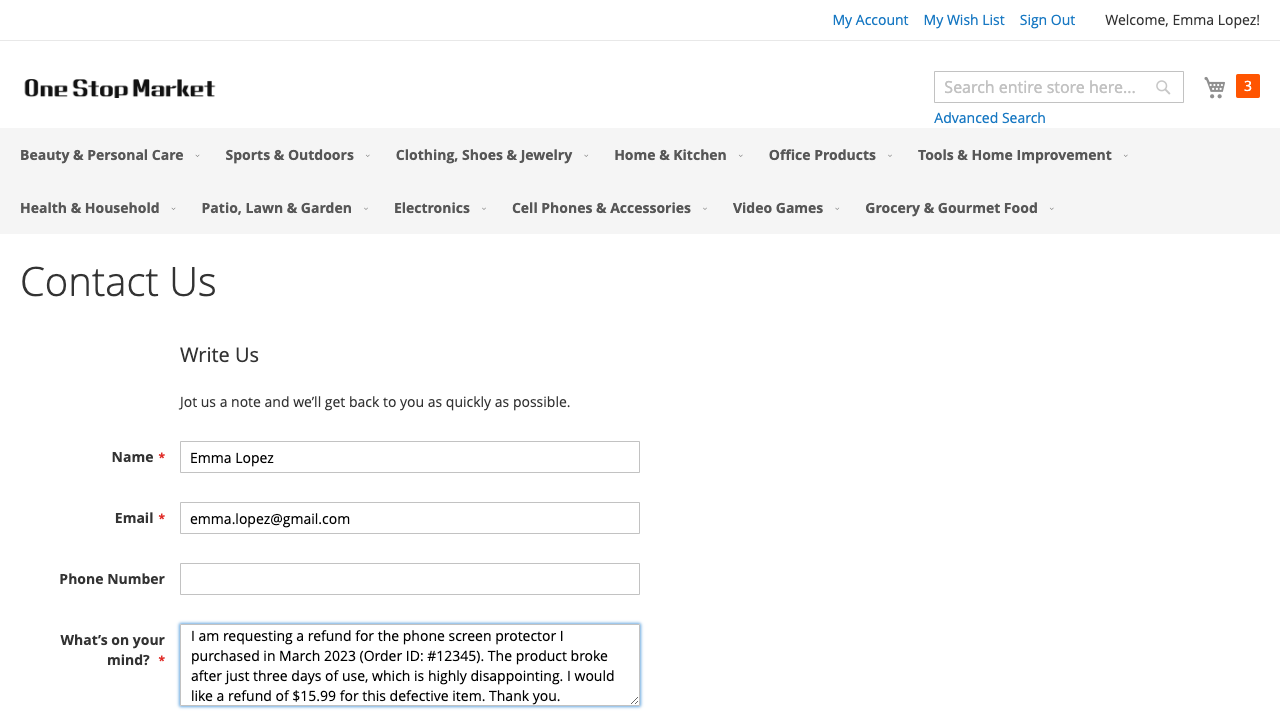 My Account My Wish List Sign Out Welcome, Emma Lopez!
One Stop Market
Search entire store here...
3
Advanced Search
Beauty & Personal Care Sports & Outdoors Clothing, Shoes & Jewelry Home & Kitchen Office Products Tools & Home Improvement
Health & Household Patio, Lawn & Garden Electronics Cell Phones & Accessories Video Games Grocery & Gourmet Food
Contact Us
Write Us
Jot us a note and we’ll get back to you as quickly as possible.
Name * Emma Lopez
Email * emma.lopez@gmail.com
Phone Number
What’s on your mind? *
I am requesting a refund for the phone screen protector I
purchased in March 2023 (Order ID: #12345). The product broke
after just three days of use, which is highly disappointing. I would
like a refund of $15.99 for this defective item. Thank you.